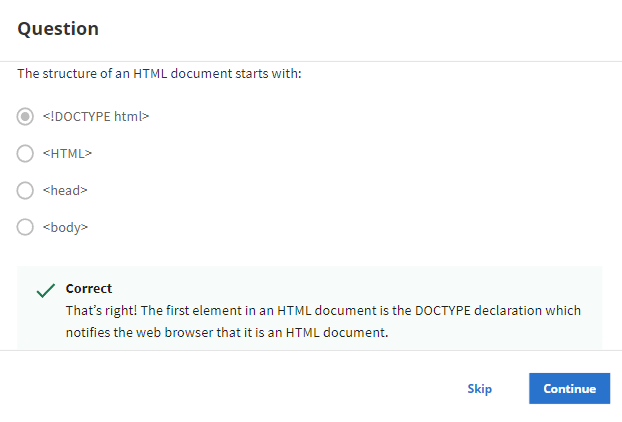 Question
The structure of an HTML document starts with:
<!DOCTYPE html>
<HTML>
<head>
<body>
Correct
That's right! The first element in an HTML document is the DOCTYPE declaration which
notifies the web browser that it is an HTML document.
Skip
Continue